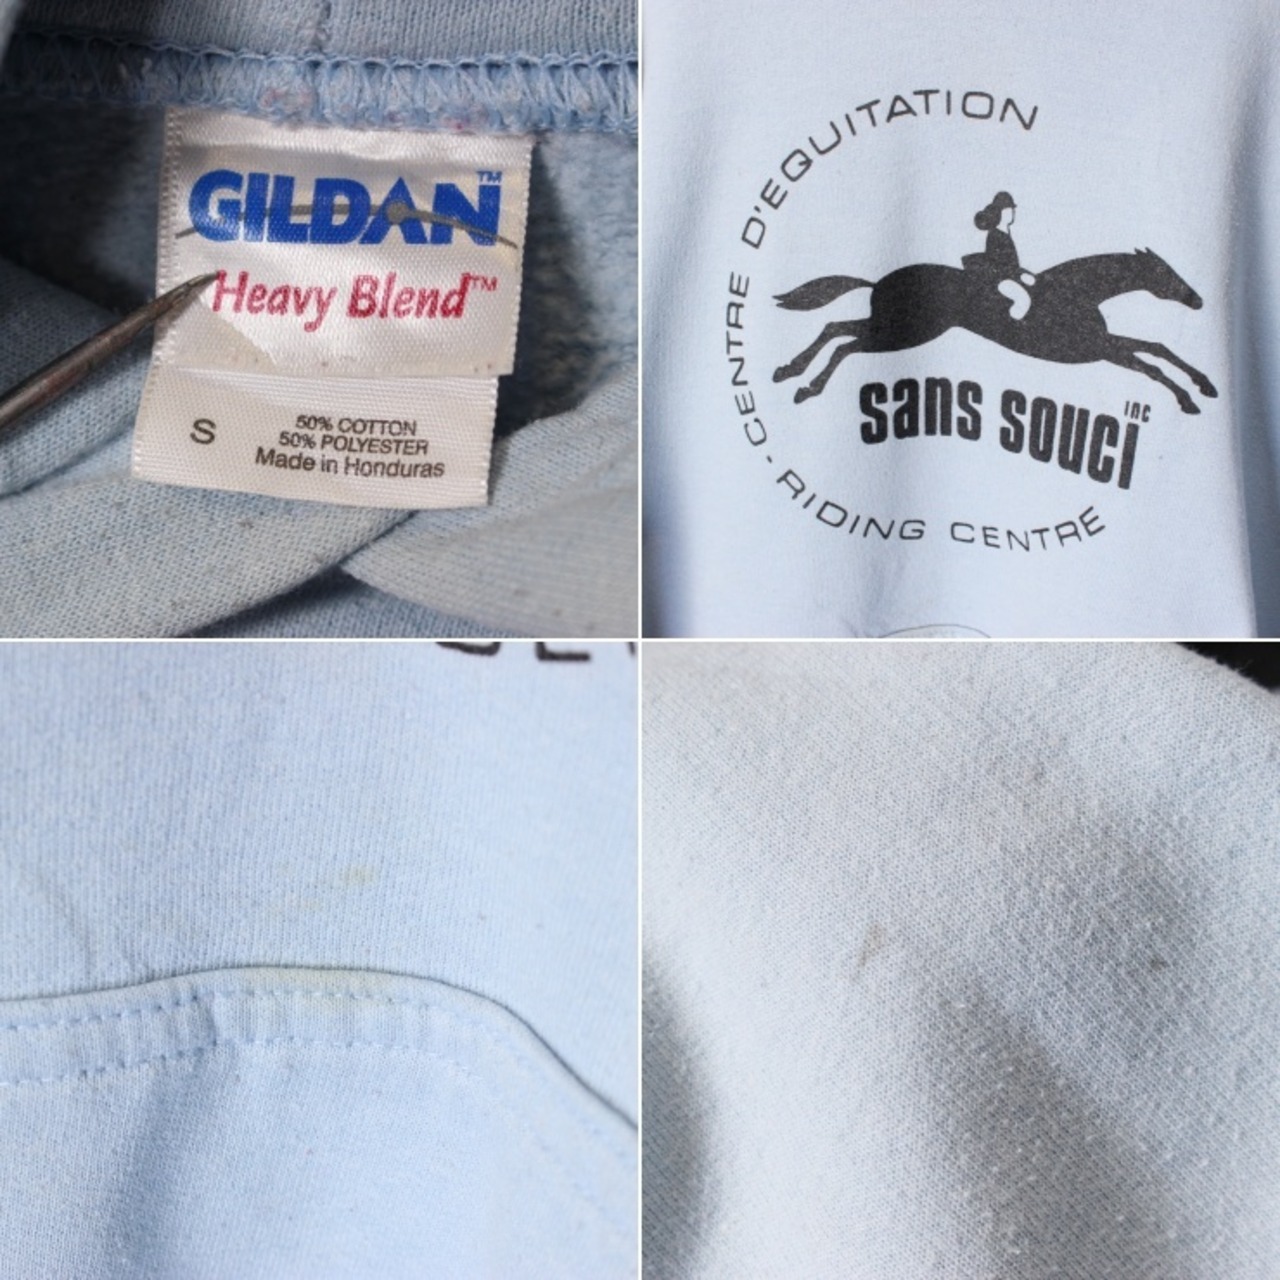 GILDAN™
Heavy Blend™
S
50% COTTON
50% POLYESTER
Made in Honduras
CENTRE D'EQUITATION
sans souci inc
-RIDING CENTRE